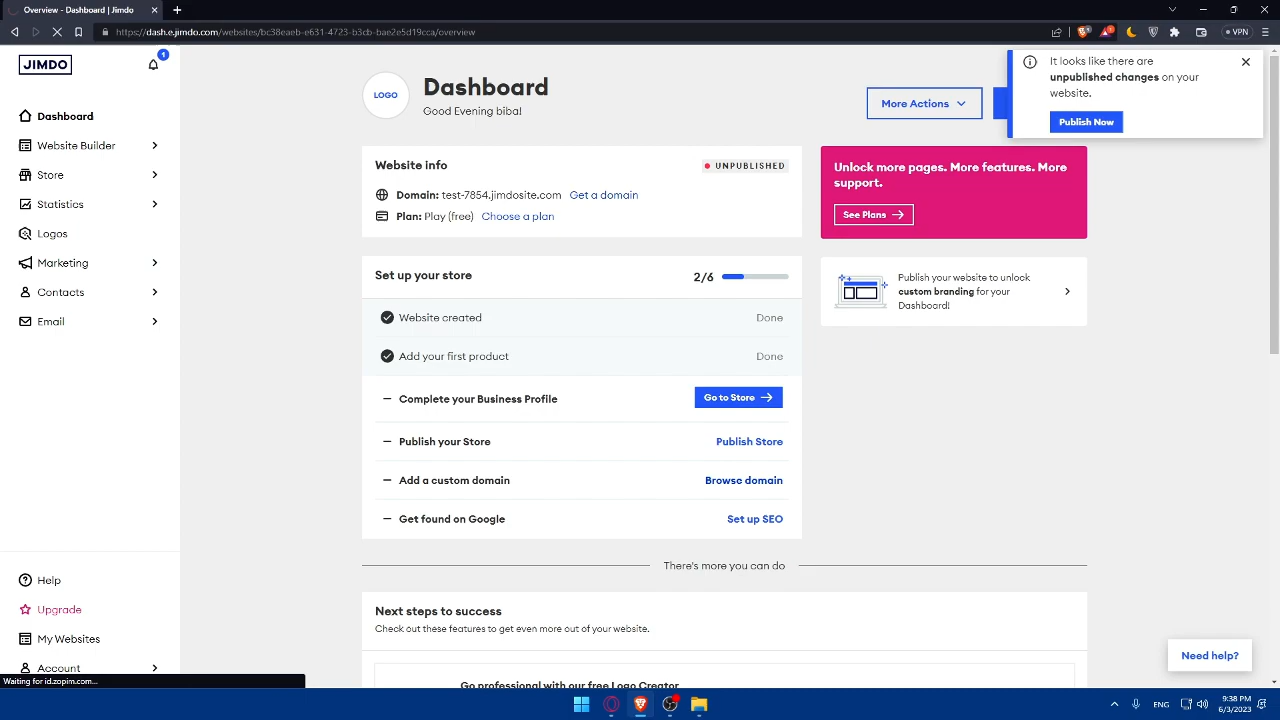 Overview - Dashboard | Jimdo
https://dash.e.jimdo.com/websites/bc38eaeb-e631-4723-b3cb-bae2e5d19cca/overview
VPN
JIMDO
1
Dashboard
Website Builder
Store
Statistics
Logos
Marketing
Contacts
Email
Help
Upgrade
My Websites
Account
Waiting for id.zopim.com...
LOGO
Dashboard
Good Evening biba!
More Actions
It looks like there are
unpublished changes on your
website.
Publish Now
Website info
UNPUBLISHED
Domain: test-7854.jimdosite.com Get a domain
Plan: Play (free) Choose a plan
Unlock more pages. More features. More
support.
See Plans
Set up your store
2/6
Website created Done
Add your first product Done
Complete your Business Profile Go to Store
Publish your Store Publish Store
Add a custom domain Browse domain
Get found on Google Set up SEO
Publish your website to unlock
custom branding for your
Dashboard!
There's more you can do
Next steps to success
Check out these features to get even more out of your website.
Go professional with our free Logo Creator
Need help?
ENG
9:38 PM
6/3/2023